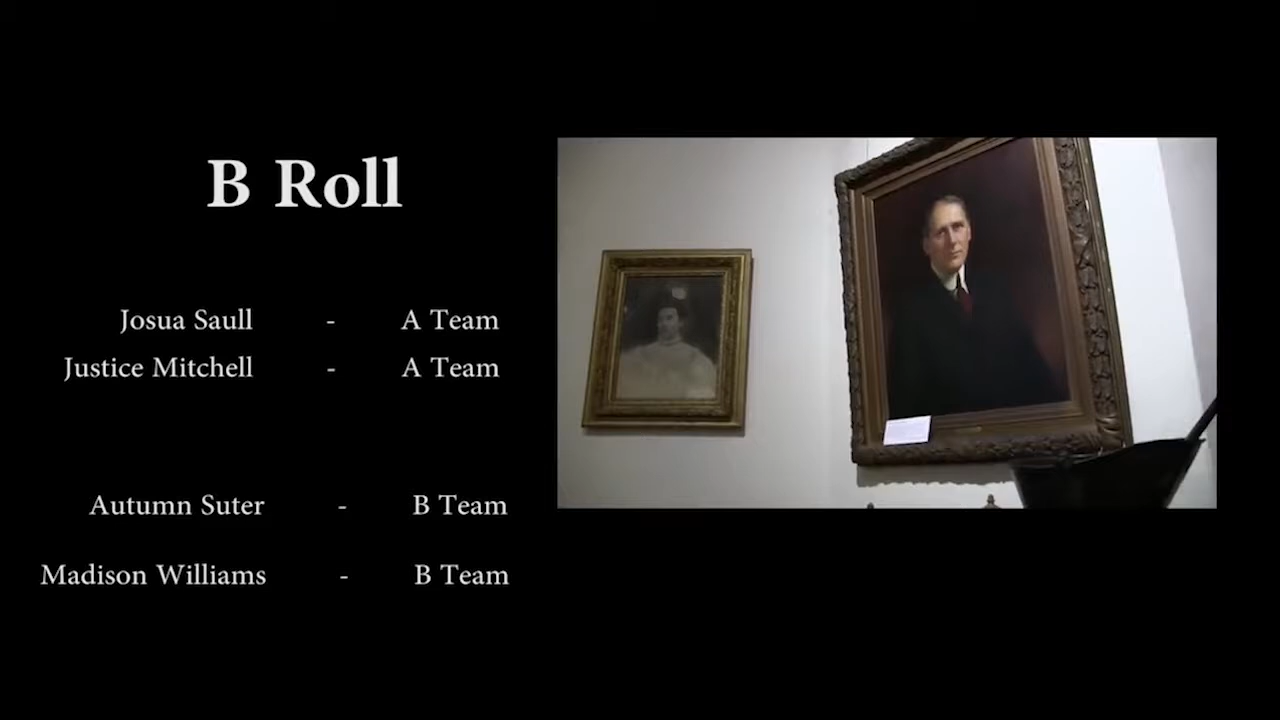 B Roll
Josua Saull - A Team
Justice Mitchell - A Team
Autumn Suter - B Team
Madison Williams - B Team